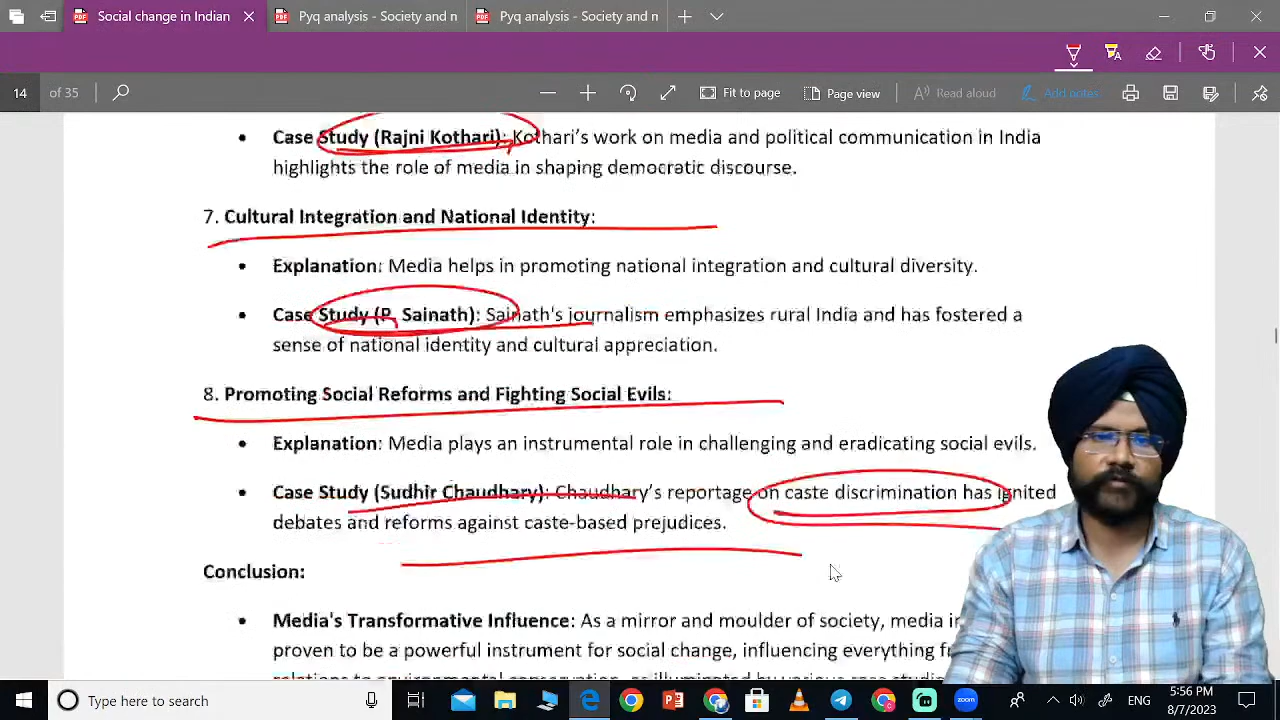 Social change in Indian
Pyq analysis - Society and n
Pyq analysis - Society and n
14 of 35
Fit to page
Page view
Read aloud
Add notes
Case Study (Rajni Kothari): Kothari's work on media and political communication in India
highlights the role of media in shaping democratic discourse.
7. Cultural Integration and National Identity:
Explanation: Media helps in promoting national integration and cultural diversity.
Case Study (P. Sainath): Sainath's journalism emphasizes rural India and has fostered a
sense of national identity and cultural appreciation.
8. Promoting Social Reforms and Fighting Social Evils:
Explanation: Media plays an instrumental role in challenging and eradicating social evils.
Case Study (Sudhir Chaudhary): Chaudhary's reportage on caste discrimination has ignited
debates and reforms against caste-based prejudices.
Conclusion:
Media's Transformative Influence: As a mirror and moulder of society, media
proven to be a powerful instrument for social change, influencing everything
Type here to search
ENG
5:56 PM
8/7/2023